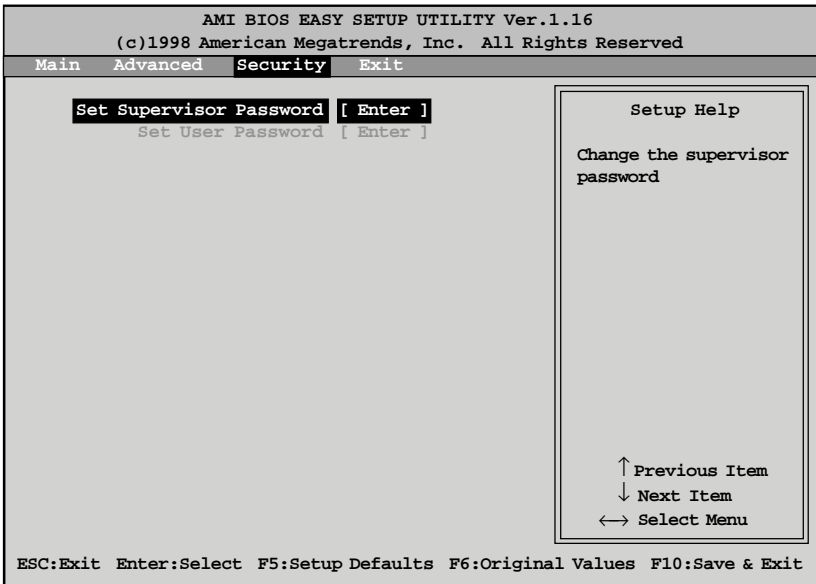 AMI BIOS EASY SETUP UTILITY Ver.1.16
(c)1998 American Megatrends, Inc. All Rights Reserved
Main Advanced Security Exit
Set Supervisor Password [ Enter ]
Set User Password [ Enter ]
Setup Help
Change the supervisor
password
↑ Previous Item
↓ Next Item
↔ Select Menu
ESC:Exit Enter:Select F5:Setup Defaults F6:Original Values F10:Save & Exit